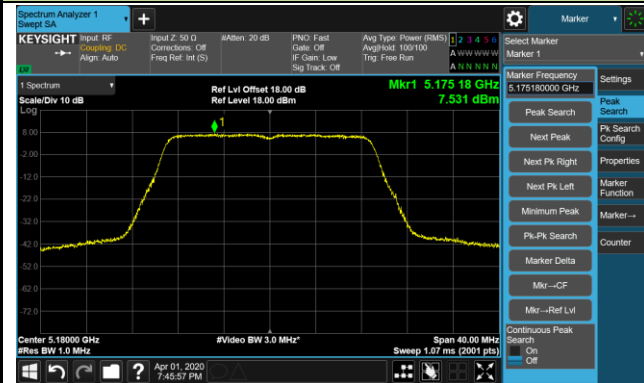 Spectrum Analyzer 1
Swept SA
+
Marker
KEYSIGHT
Input: RF
Coupling: DC
Align: Auto
Input Z: 50 Ω
Corrections: Off
Freq Ref: Int (S)
#Atten: 20 dB
PNO: Fast
Gate: Off
IF Gain: Low
Sig Track: Off
Avg Type: Power (RMS)
Avg|Hold: 100/100
Trig: Free Run
1 2 3 4 5 6
A W W W W W
A N N N N N
Select Marker
Marker 1
1 Spectrum
Scale/Div 10 dB
Log
Ref Lvl Offset 18.00 dB
Ref Level 18.00 dBm
Mkr1 5.175 18 GHz
7.531 dBm
1
8.00
-2.00
-12.0
-22.0
-32.0
-42.0
-52.0
-62.0
-72.0
Center 5.18000 GHz
#Res BW 1.0 MHz
#Video BW 3.0 MHz*
Span 40.00 MHz
Sweep 1.07 ms (2001 pts)
Marker Frequency
5.175180000 GHz
Peak Search
Next Peak
Next Pk Right
Next Pk Left
Minimum Peak
Pk-Pk Search
Marker Delta
Mkr→CF
Mkr→Ref Lvl
Continuous Peak
Search
On
Off
Settings
Peak
Search
Pk Search
Config
Properties
Marker
Function
Marker→
Counter
?
Apr 01, 2020
7:45:57 PM